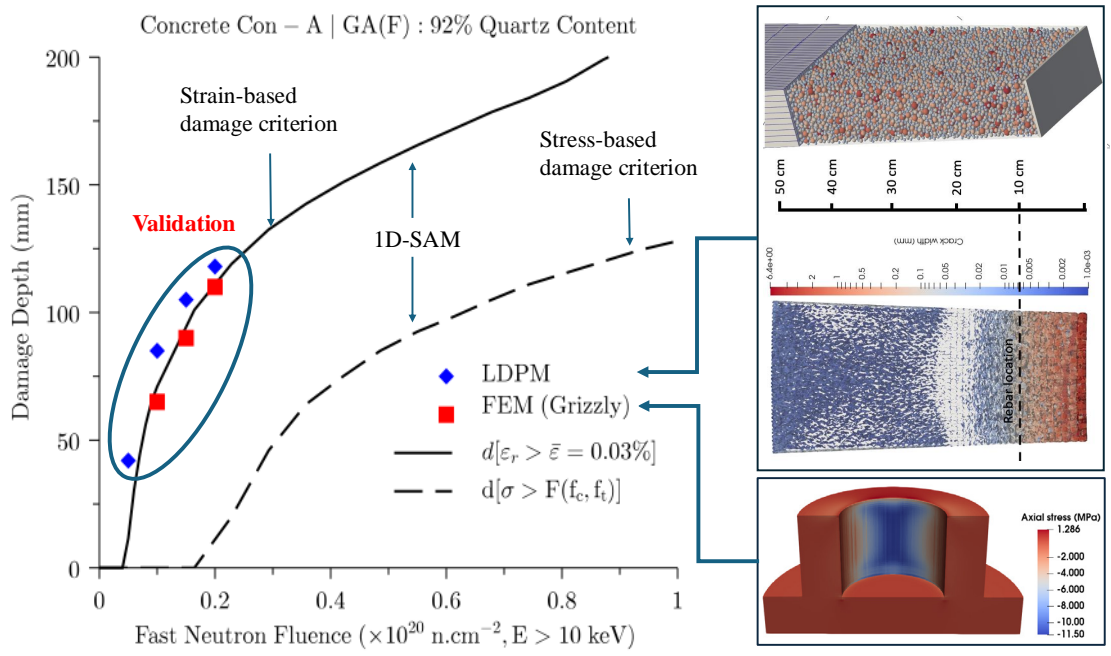 Concrete Con − A | GA(F) : 92% Quartz Content
200
150
100
50
0
Damage Depth (mm)
0
0.2
0.4
0.6
0.8
1
Fast Neutron Fluence (×10²⁰ n.cm⁻², E > 10 keV)
Strain-based
damage criterion
Stress-based
damage criterion
Validation
1D-SAM
LDPM
FEM (Grizzly)
d[εᵣ > ε̄ = 0.03%]
d[σ > F(f_c, f_t)]
50 cm
40 cm
30 cm
20 cm
10 cm
Crack width (mm)
6.4e+00
2
1
0.5
0.2
0.1
0.05
0.02
0.01
0.005
0.002
1.0e-03
Rebar location
Axial stress (MPa)
1.286
-2.000
-4.000
-6.000
-8.000
-10.00
-11.50